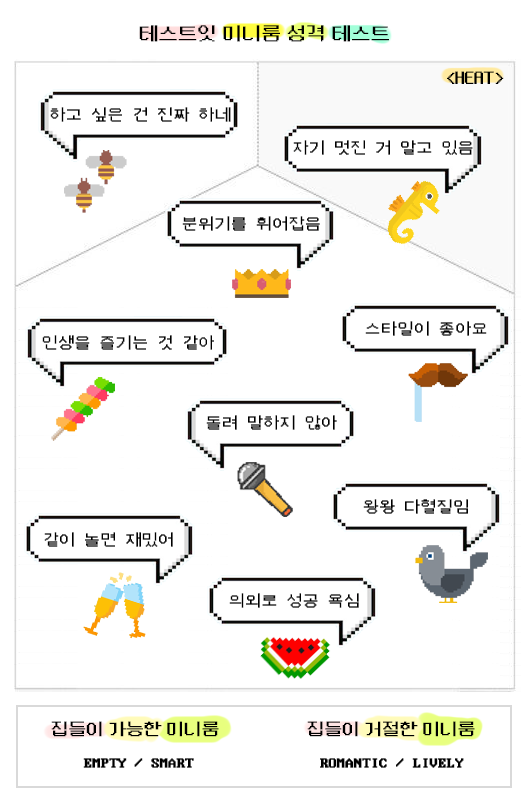 테스트잇 미니룸 성격 테스트
<HEAT>
하고 싶은 건 진짜 하네
자기 멋진 거 알고 있음
분위기를 휘어잡음
인생을 즐기는 것 같아
스타일이 좋아요
돌려 말하지 않아
왕왕 다혈질임
같이 놀면 재밌어
의외로 성공 욕심
집들이 가능한 미니룸
EMPTY / SMART
집들이 거절한 미니룸
ROMANTIC / LIVELY